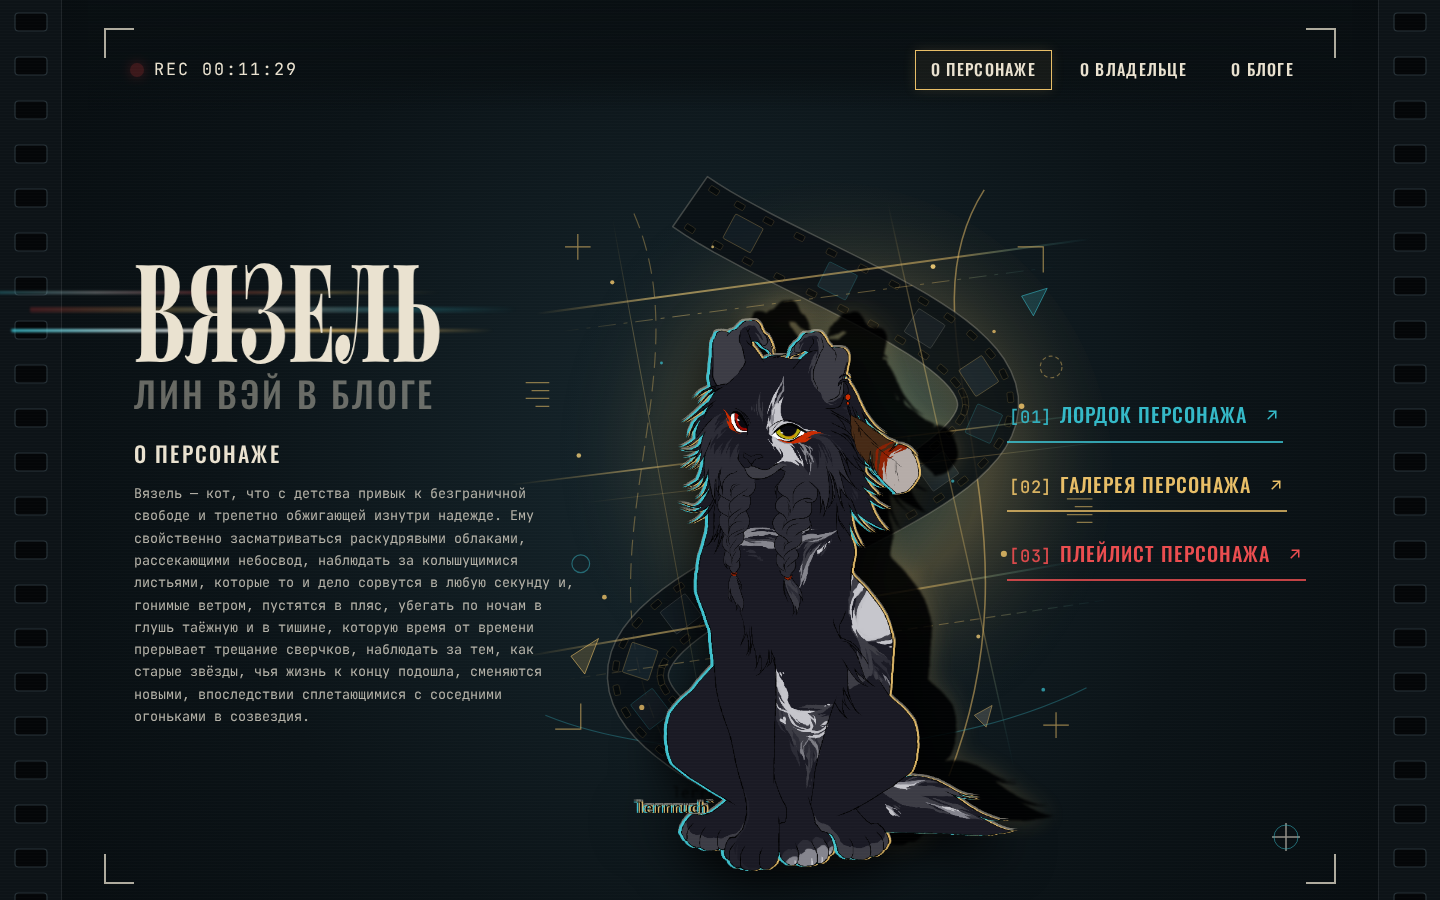 REC 00:11:29
О ПЕРСОНАЖЕ
О ВЛАДЕЛЬЦЕ
О БЛОГЕ
ВЯЗЕЛЬ
ЛИН ВЭЙ В БЛОГЕ
О ПЕРСОНАЖЕ
Вязель — кот, что с детства привык к безграничной
свободе и трепетно обжигающей изнутри надежде. Ему
свойственно засматриваться раскудрявыми облаками,
рассекающими небосвод, наблюдать за колышущимися
листьями, которые то и дело сорвутся в любую секунду и,
гонимые ветром, пустятся в пляс, убегать по ночам в
глушь таёжную и в тишине, которую время от времени
прерывает трещание сверчков, наблюдать за тем, как
старые звёзды, чья жизнь к концу подошла, сменяются
новыми, впоследствии сплетающимися с соседними
огоньками в созвездия.
[01] ЛОРДОК ПЕРСОНАЖА ↗
[02] ГАЛЕРЕЯ ПЕРСОНАЖА ↗
[03] ПЛЕЙЛИСТ ПЕРСОНАЖА ↗